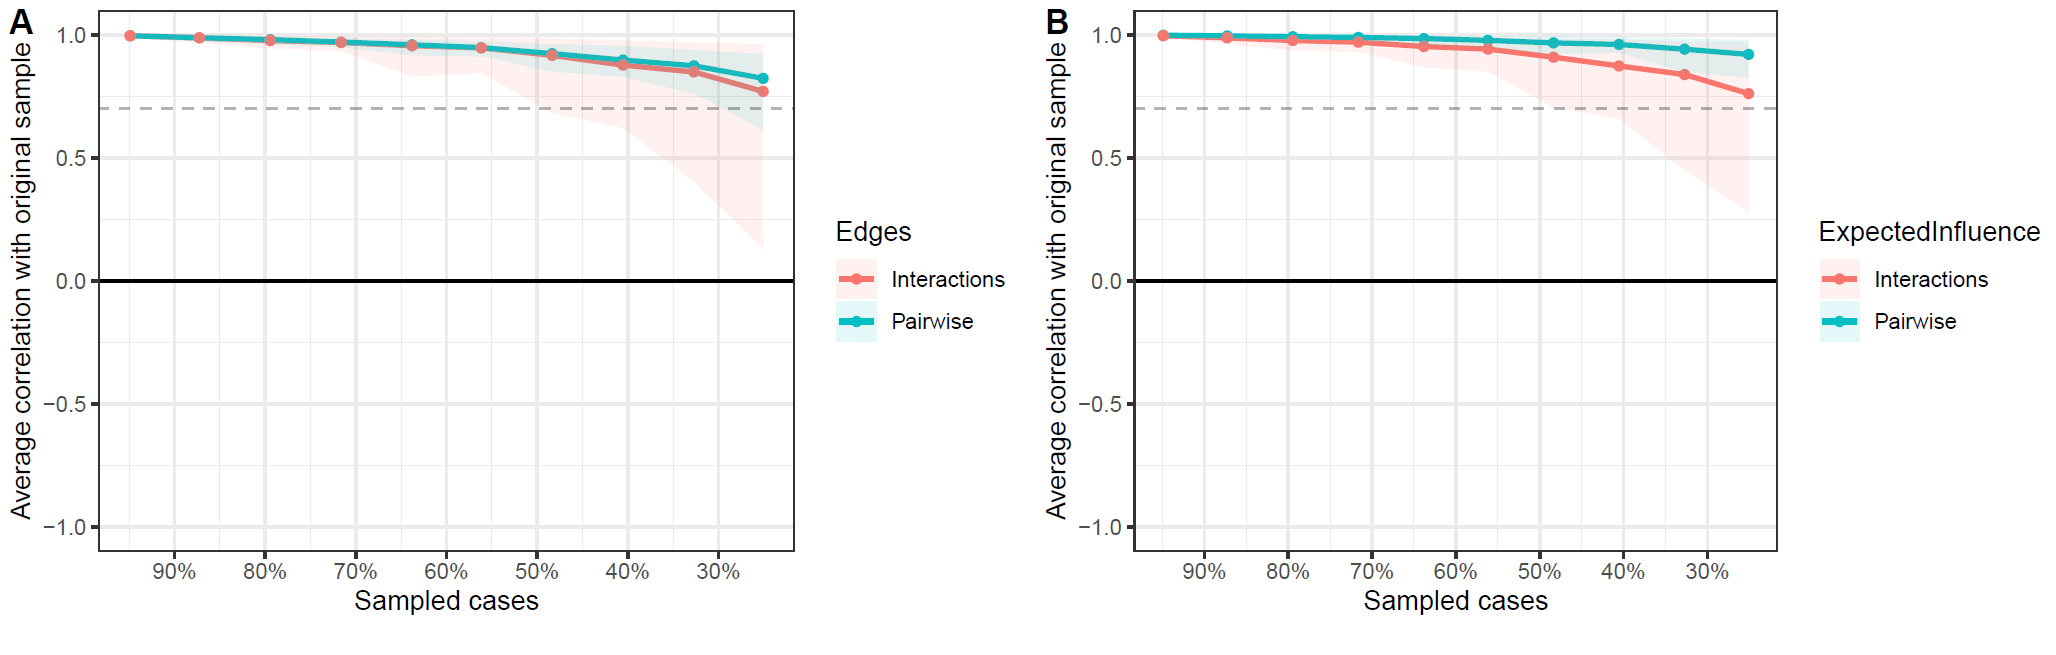 A
Average correlation with original sample
1.0
0.5
0.0
−0.5
−1.0
90% 80% 70% 60% 50% 40% 30%
Sampled cases
Edges
Interactions
Pairwise
B
Average correlation with original sample
1.0
0.5
0.0
−0.5
−1.0
90% 80% 70% 60% 50% 40% 30%
Sampled cases
ExpectedInfluence
Interactions
Pairwise